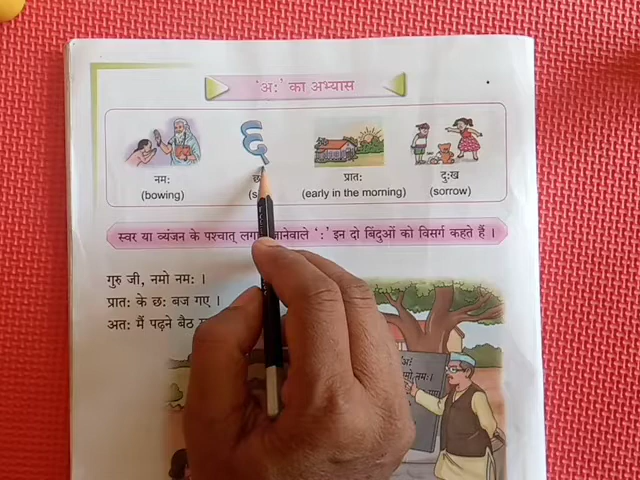 'अः' का अभ्यास
नमः
प्रातः
दुःख
(bowing)
(early in the morning)
(sorrow)
स्वर या व्यंजन के पश्चात् ':' इन दो बिंदुओं को विसर्ग कहते हैं ।
गुरु जी, नमो नमः ।
प्रातः के छः बज गए ।
अतः मैं पढ़ने बैठ